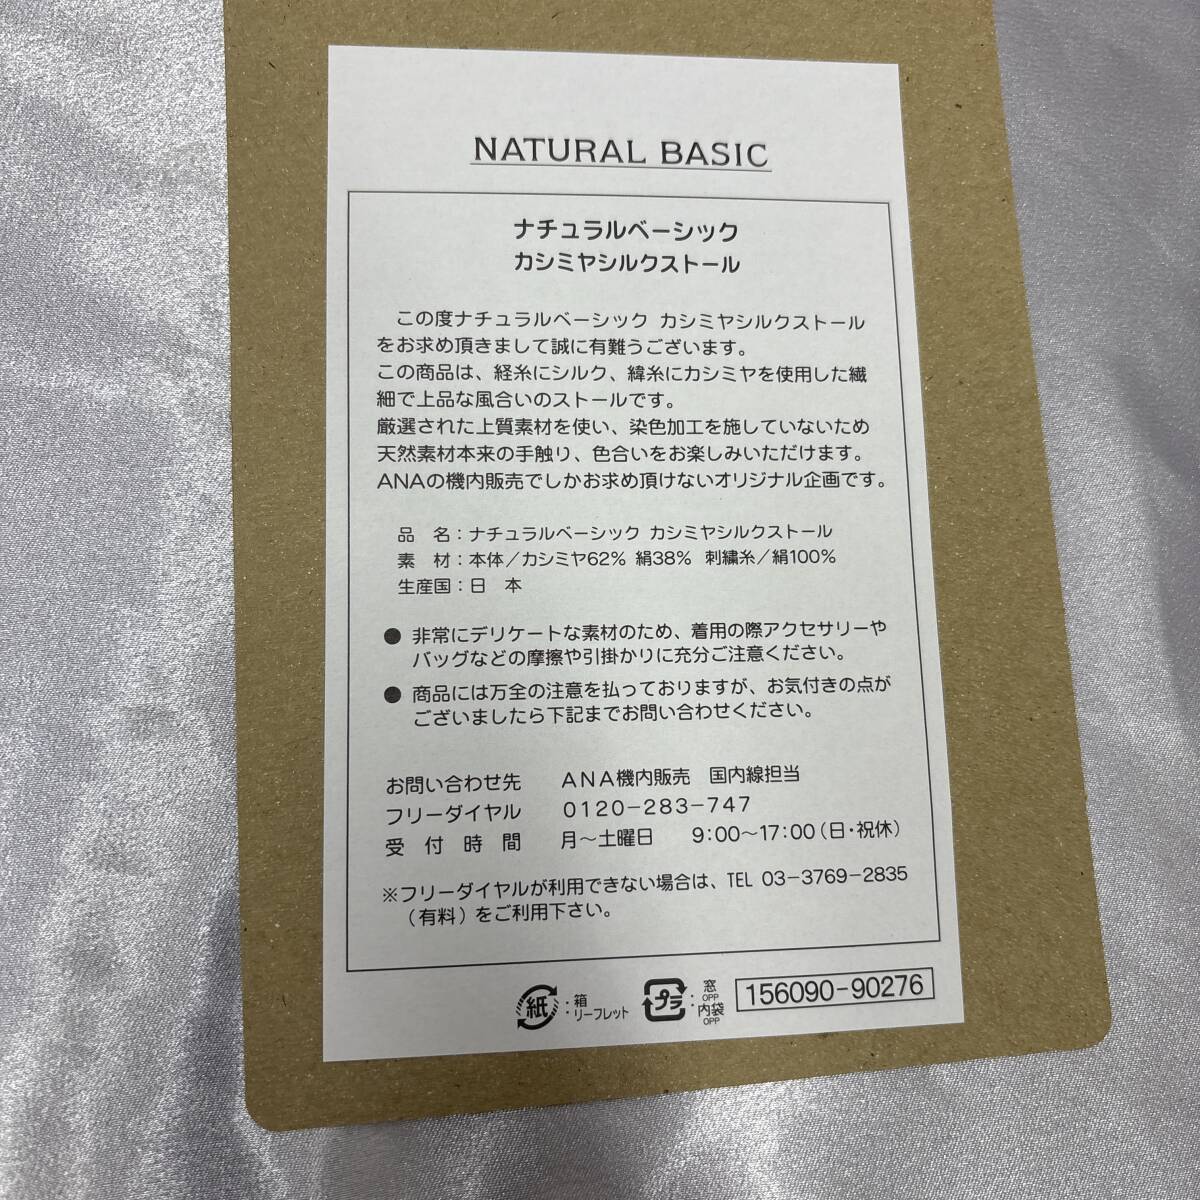 NATURAL BASIC
ナチュラルベーシック
カシミヤシルクストール
この度ナチュラルベーシック カシミヤシルクストール
をお求め頂きまして誠に有難うございます。
この商品は、経糸にシルク、緯糸にカシミヤを使用した繊
細で上品な風合いのストールです。
厳選された上質素材を使い、染色加工を施していないため
天然素材本来の手触り、色合いをお楽しみいただけます。
ANAの機内販売でしかお求め頂けないオリジナル企画です。
品 名：ナチュラルベーシック カシミヤシルクストール
素 材：本体／カシミヤ62% 絹38% 刺繍糸／絹100%
生産国：日 本
● 非常にデリケートな素材のため、着用の際アクセサリーや
バッグなどの摩擦や引掛かりに充分ご注意ください。
● 商品には万全の注意を払っておりますが、お気付きの点が
ございましたら下記までお問い合わせください。
お問い合わせ先 ANA機内販売 国内線担当
フリーダイヤル 0120-283-747
受付時間 月～土曜日 9:00～17:00（日・祝休）
※フリーダイヤルが利用できない場合は、TEL 03-3769-2835
（有料）をご利用下さい。
紙：箱
リーフレット
プラ：窓
OPP
内袋
OPP
156090-90276